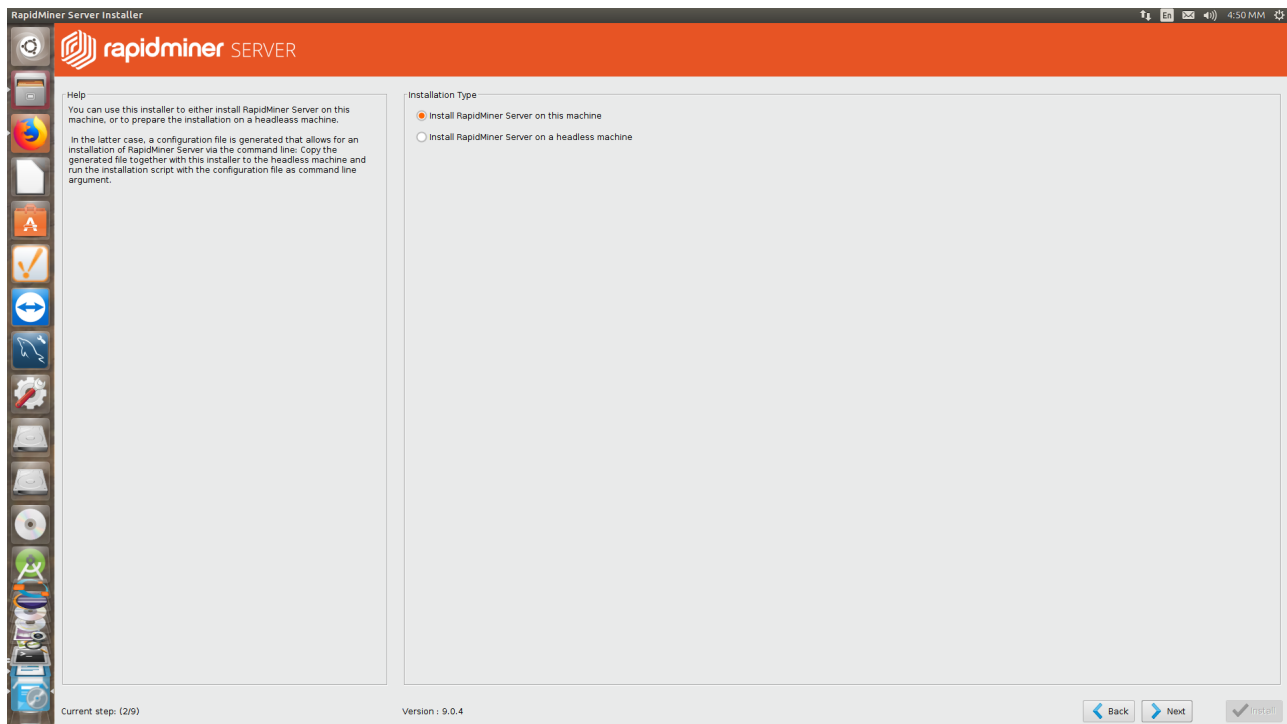 RapidMiner Server Installer
En
4:50 MM
rapidminer SERVER
Help
You can use this installer to either install RapidMiner Server on this
machine, or to prepare the installation on a headleass machine.
In the latter case, a configuration file is generated that allows for an
installation of RapidMiner Server via the command line: Copy the
generated file together with this installer to the headless machine and
run the installation script with the configuration file as command line
argument.
Installation Type
Install RapidMiner Server on this machine
Install RapidMiner Server on a headless machine
Current step: (2/9)
Version : 9.0.4
Back
Next
Install